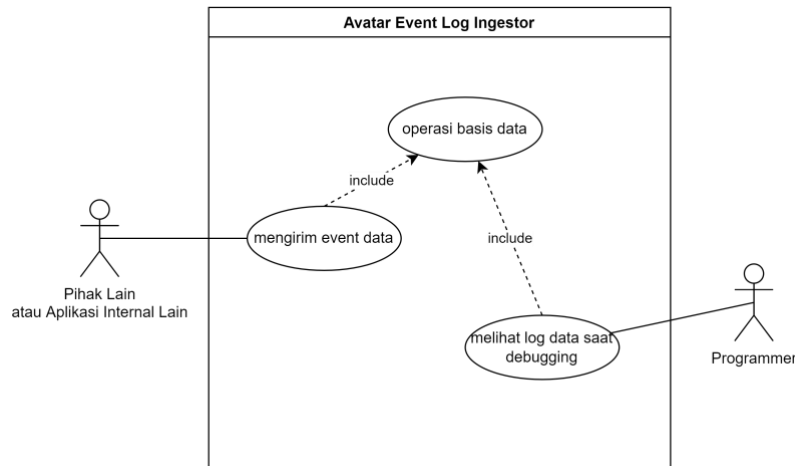 Avatar Event Log Ingestor
operasi basis data
include
mengirim event data
include
Pihak Lain
atau Aplikasi Internal Lain
melihat log data saat
debugging
Programmer